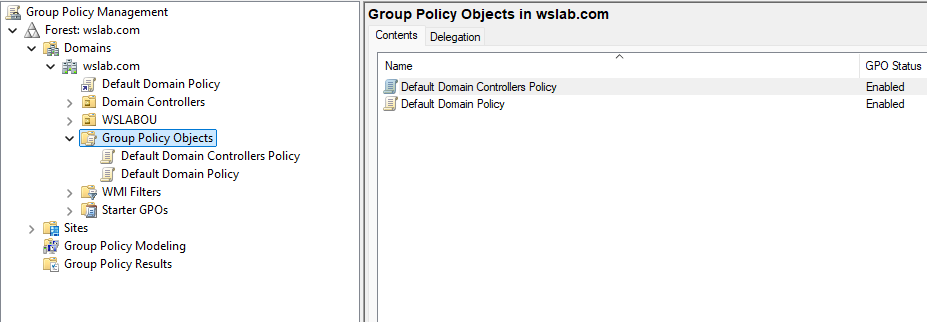 Group Policy Management
Forest: wslab.com
Domains
wslab.com
Default Domain Policy
Domain Controllers
WSLABOU
Group Policy Objects
Default Domain Controllers Policy
Default Domain Policy
WMI Filters
Starter GPOs
Sites
Group Policy Modeling
Group Policy Results
Group Policy Objects in wslab.com
Contents Delegation
Name GPO Status
Default Domain Controllers Policy Enabled
Default Domain Policy Enabled